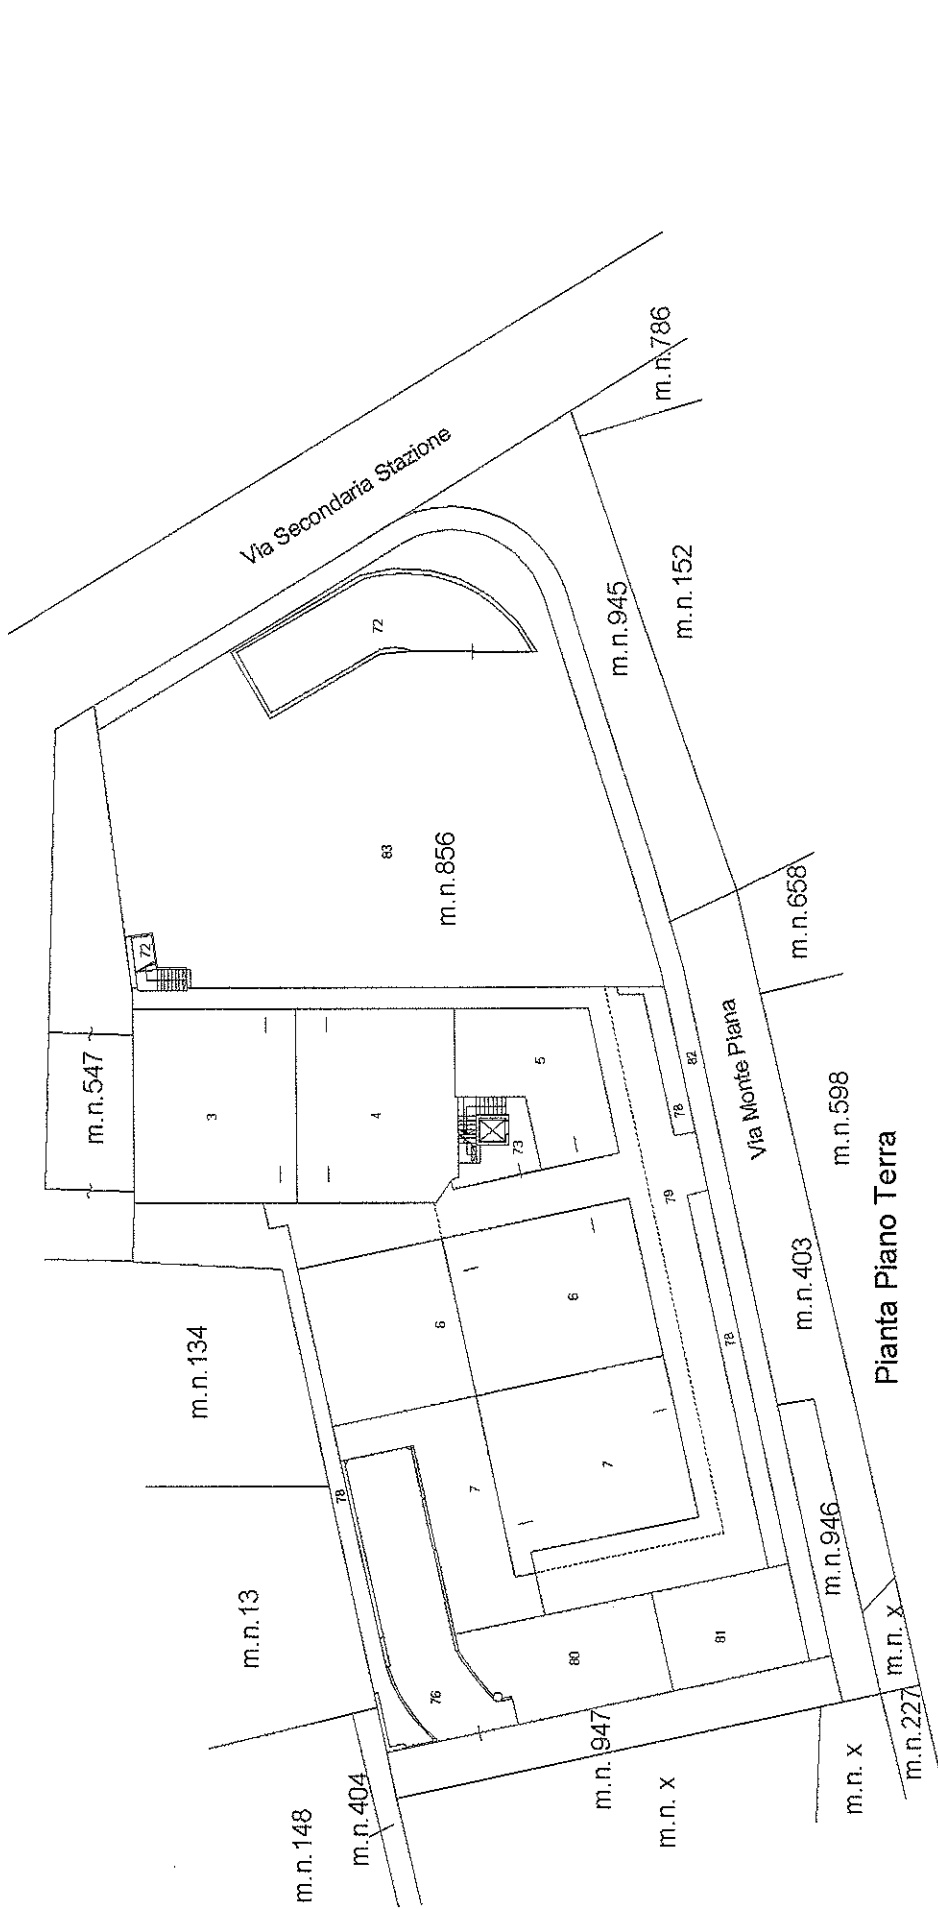 Via Secondaria Stazione
m.n.786
72
m.n.945
m.n.152
83
m.n.856
72
m.n.658
m.n.547
3
4
5
73
78
82
Via Monte Piana
79
m.n.598
m.n.134
6
6
78
m.n.403
Pianta Piano Terra
78
7
7
m.n.946
m.n.13
76
80
81
m.n. x
m.n.148
m.n.404
m.n. 947
m.n. x
m.n. x
m.n.227